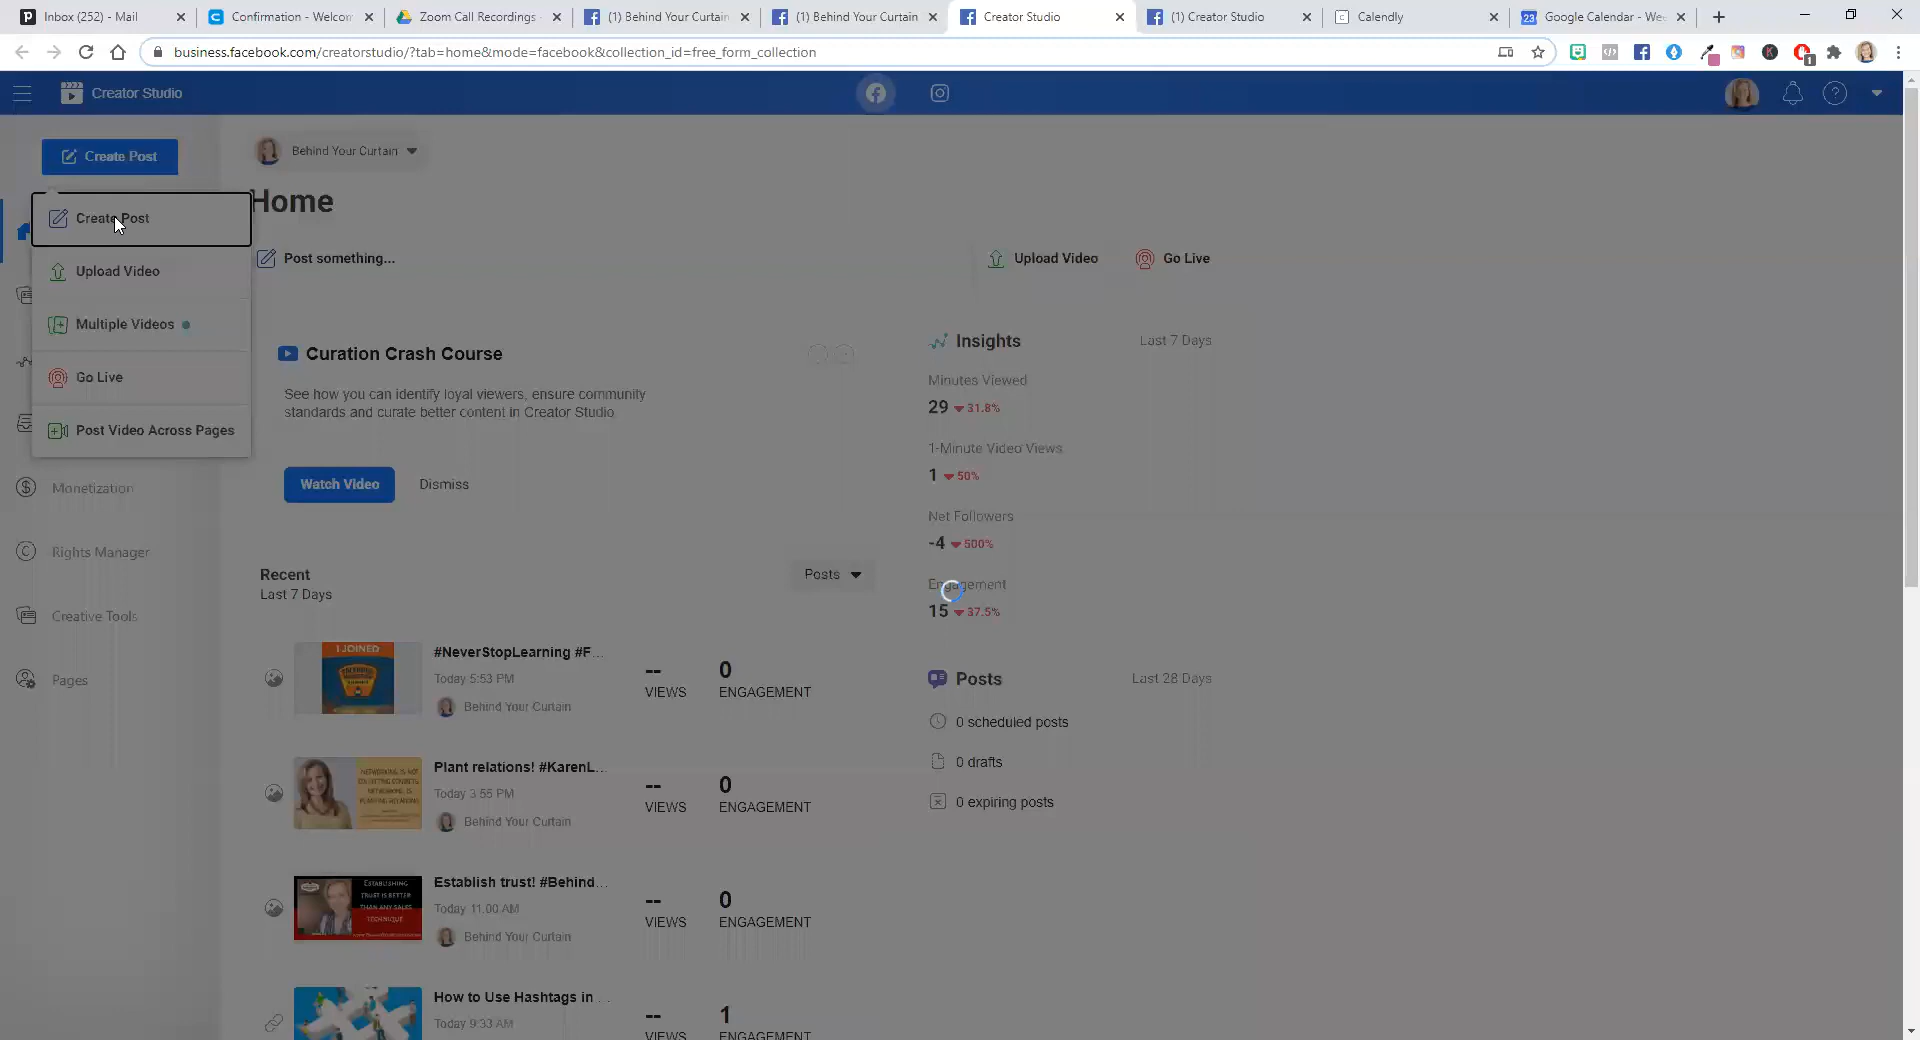 Inbox (252) - Mail
Confirmation - Welcom
Zoom Call Recordings -
(1) Behind Your Curtain
(1) Behind Your Curtain
Creator Studio
(1) Creator Studio
Calendly
Google Calendar - Wee
business.facebook.com/creatorstudio/?tab=home&mode=facebook&collection_id=free_form_collection
Creator Studio
Create Post
Behind Your Curtain
Home
Create Post
Upload Video
Multiple Videos
Go Live
Post Video Across Pages
Monetization
Rights Manager
Creative Tools
Pages
Post something...
Upload Video
Go Live
Curation Crash Course
See how you can identify loyal viewers, ensure community
standards and curate better content in Creator Studio.
Watch Video
Dismiss
Insights
Last 7 Days
Minutes Viewed
29 31.8%
1-Minute Video Views
1 50%
Net Followers
-4 500%
Engagement
15 37.5%
Recent
Last 7 Days
Posts
I JOINED
#NeverStopLearning #F...
Today 5:53 PM
Behind Your Curtain
--
VIEWS
0
ENGAGEMENT
Plant relations! #KarenL...
Today 3:55 PM
Behind Your Curtain
--
VIEWS
0
ENGAGEMENT
ESTABLISHING
TRUST IS BETTER
THAN ANY SALES
TECHNIQUE
Establish trust! #Behind...
Today 11:00 AM
Behind Your Curtain
--
VIEWS
0
ENGAGEMENT
How to Use Hashtags in ...
Today 9:33 AM
--
VIEWS
1
ENGAGEMENT
Posts
Last 28 Days
0 scheduled posts
0 drafts
0 expiring posts